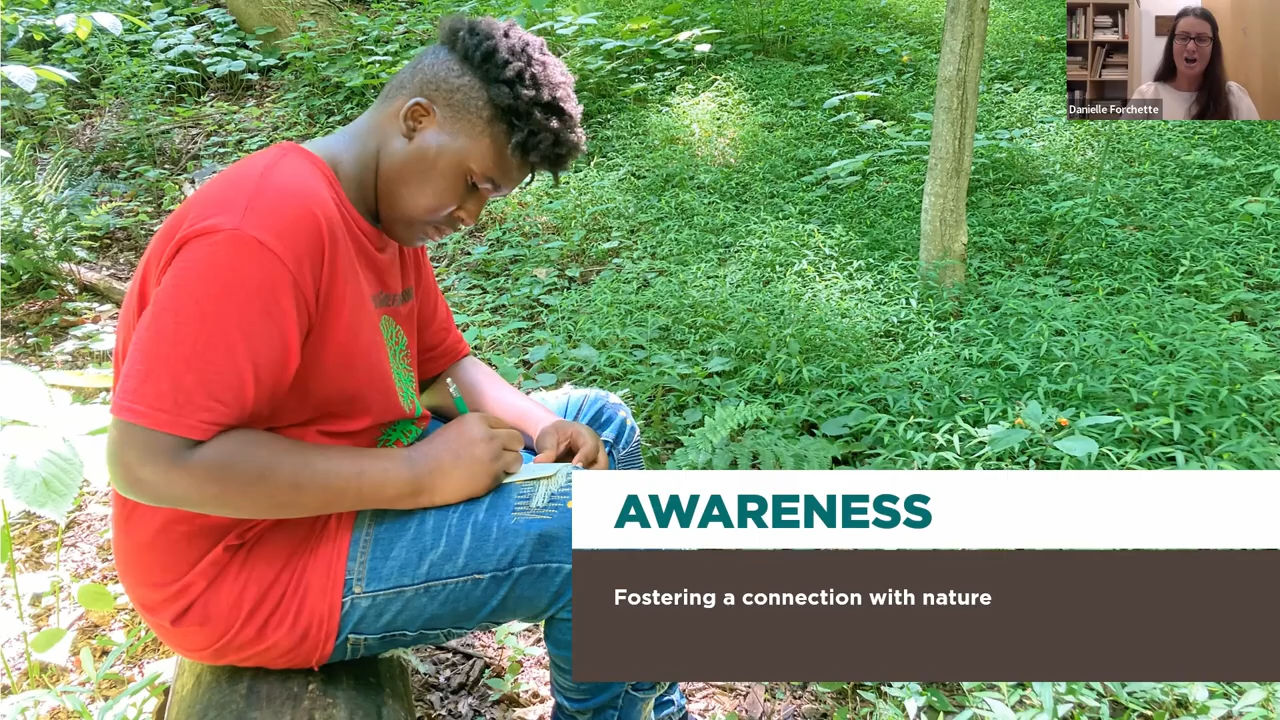 Danielle Forchette
AWARENESS
Fostering a connection with nature